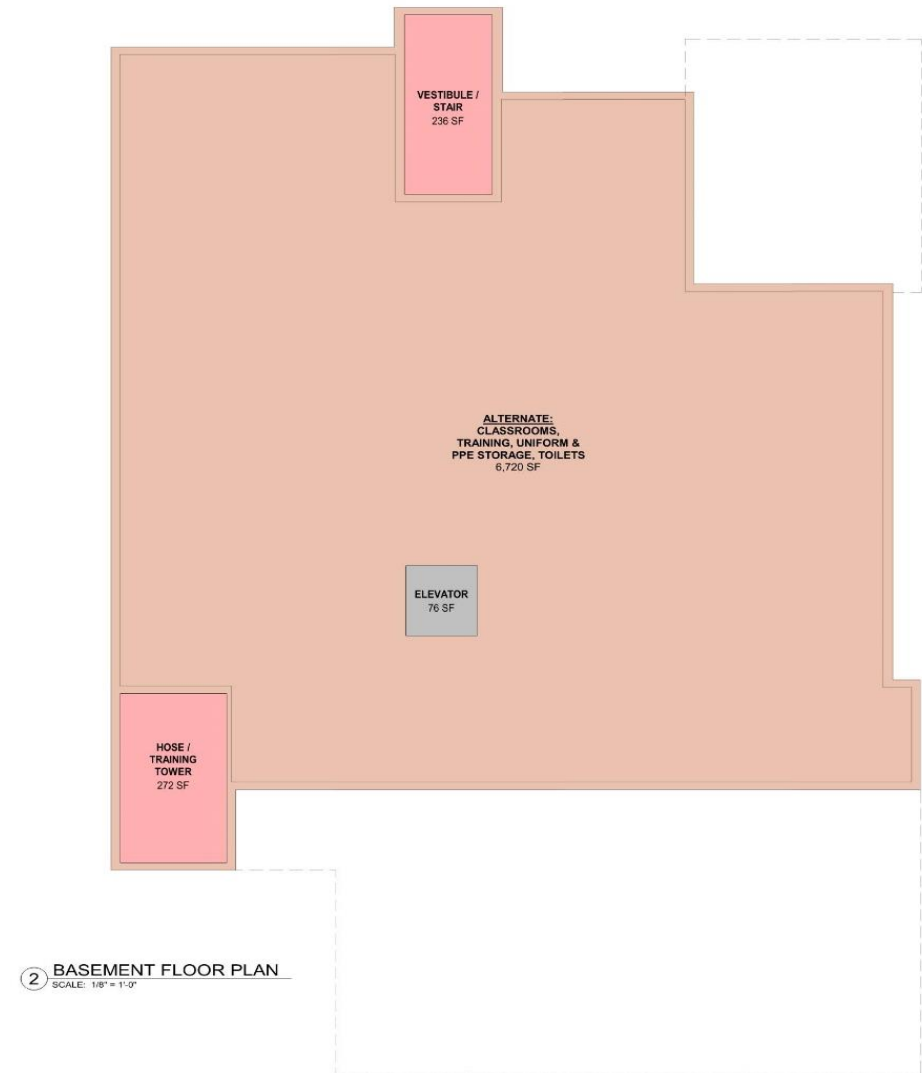 VESTIBULE /
STAIR
236 SF
ALTERNATE:
CLASSROOMS,
TRAINING, UNIFORM &
PPE STORAGE, TOILETS
6,720 SF
ELEVATOR
76 SF
HOSE /
TRAINING
TOWER
272 SF
2 BASEMENT FLOOR PLAN
SCALE: 1/8" = 1'-0"